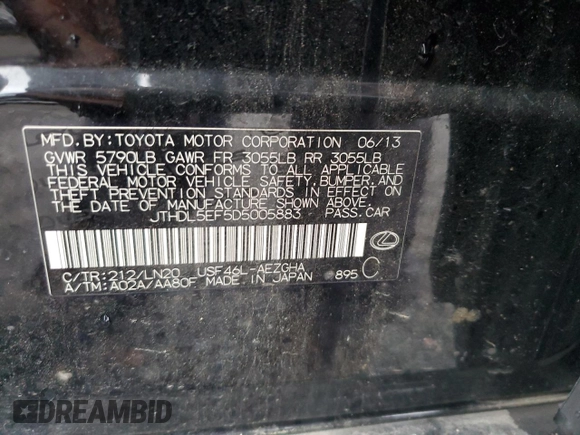 MFD.BY:TOYOTA MOTOR CORPORATION 06/13
GVWR 5790LB GAWR FR 3055LB RR 3055LB
THIS VEHICLE CONFORMS TO ALL APPLICABLE
FEDERAL MOTOR VEHICLE SAFETY,BUMPER,AND
THEFT PREVENTION STANDARDS IN EFFECT ON
THE DATE OF MANUFACTURE SHOWN ABOVE.
JTHDL5EF5D5005883 PASS.CAR
C/TR:212/LN20 USF46L-AEZGHA
A/TM:A02A/AA80F MADE IN JAPAN 895 C
DREAMBID